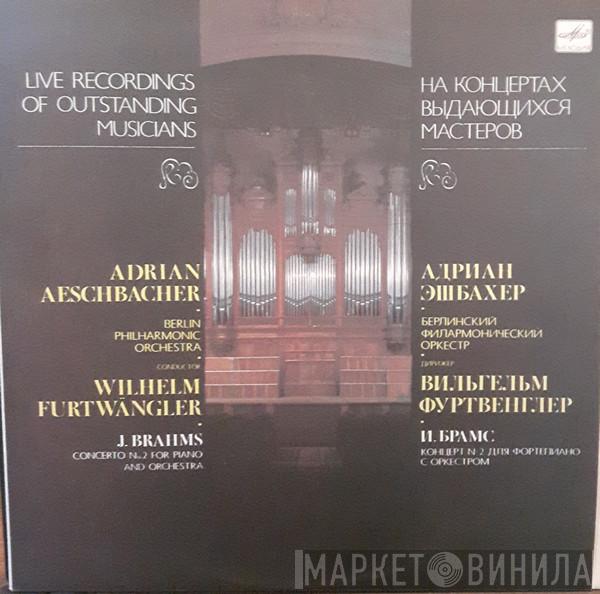 LIVE RECORDINGS
OF OUTSTANDING
MUSICIANS
ADRIAN
AESCHBACHER
BERLIN
PHILHARMONIC
ORCHESTRA
CONDUCTOR
WILHELM
FURTWÄNGLER
J. BRAHMS
CONCERTO No.2 FOR PIANO
AND ORCHESTRA
МЕЛОДИЯ
НА КОНЦЕРТАХ
ВЫДАЮЩИХСЯ
МАСТЕРОВ
АДРИАН
ЭШБАХЕР
БЕРЛИНСКИЙ
ФИЛАРМОНИЧЕСКИЙ
ОРКЕСТР
ДИРИЖЕР
ВИЛЬГЕЛЬМ
ФУРТВЕНГЛЕР
И. БРАМС
КОНЦЕРТ № 2 ДЛЯ ФОРТЕПИАНО
С ОРКЕСТРОМ
МАРКЕТ ВИНИЛА